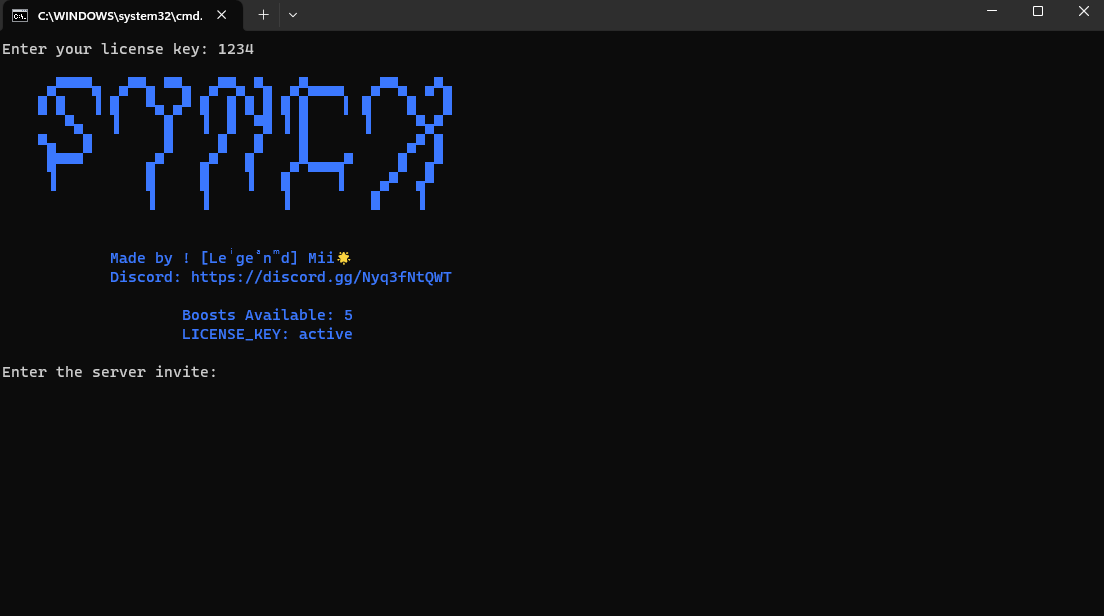 C:\WINDOWS\system32\cmd.
Enter your license key: 1234
SYNCX
Made by ! [Leⁱgeᵃnᵐd] Mii🌟
Discord: https://discord.gg/Nyq3fNtQWT
Boosts Available: 5
LICENSE_KEY: active
Enter the server invite: